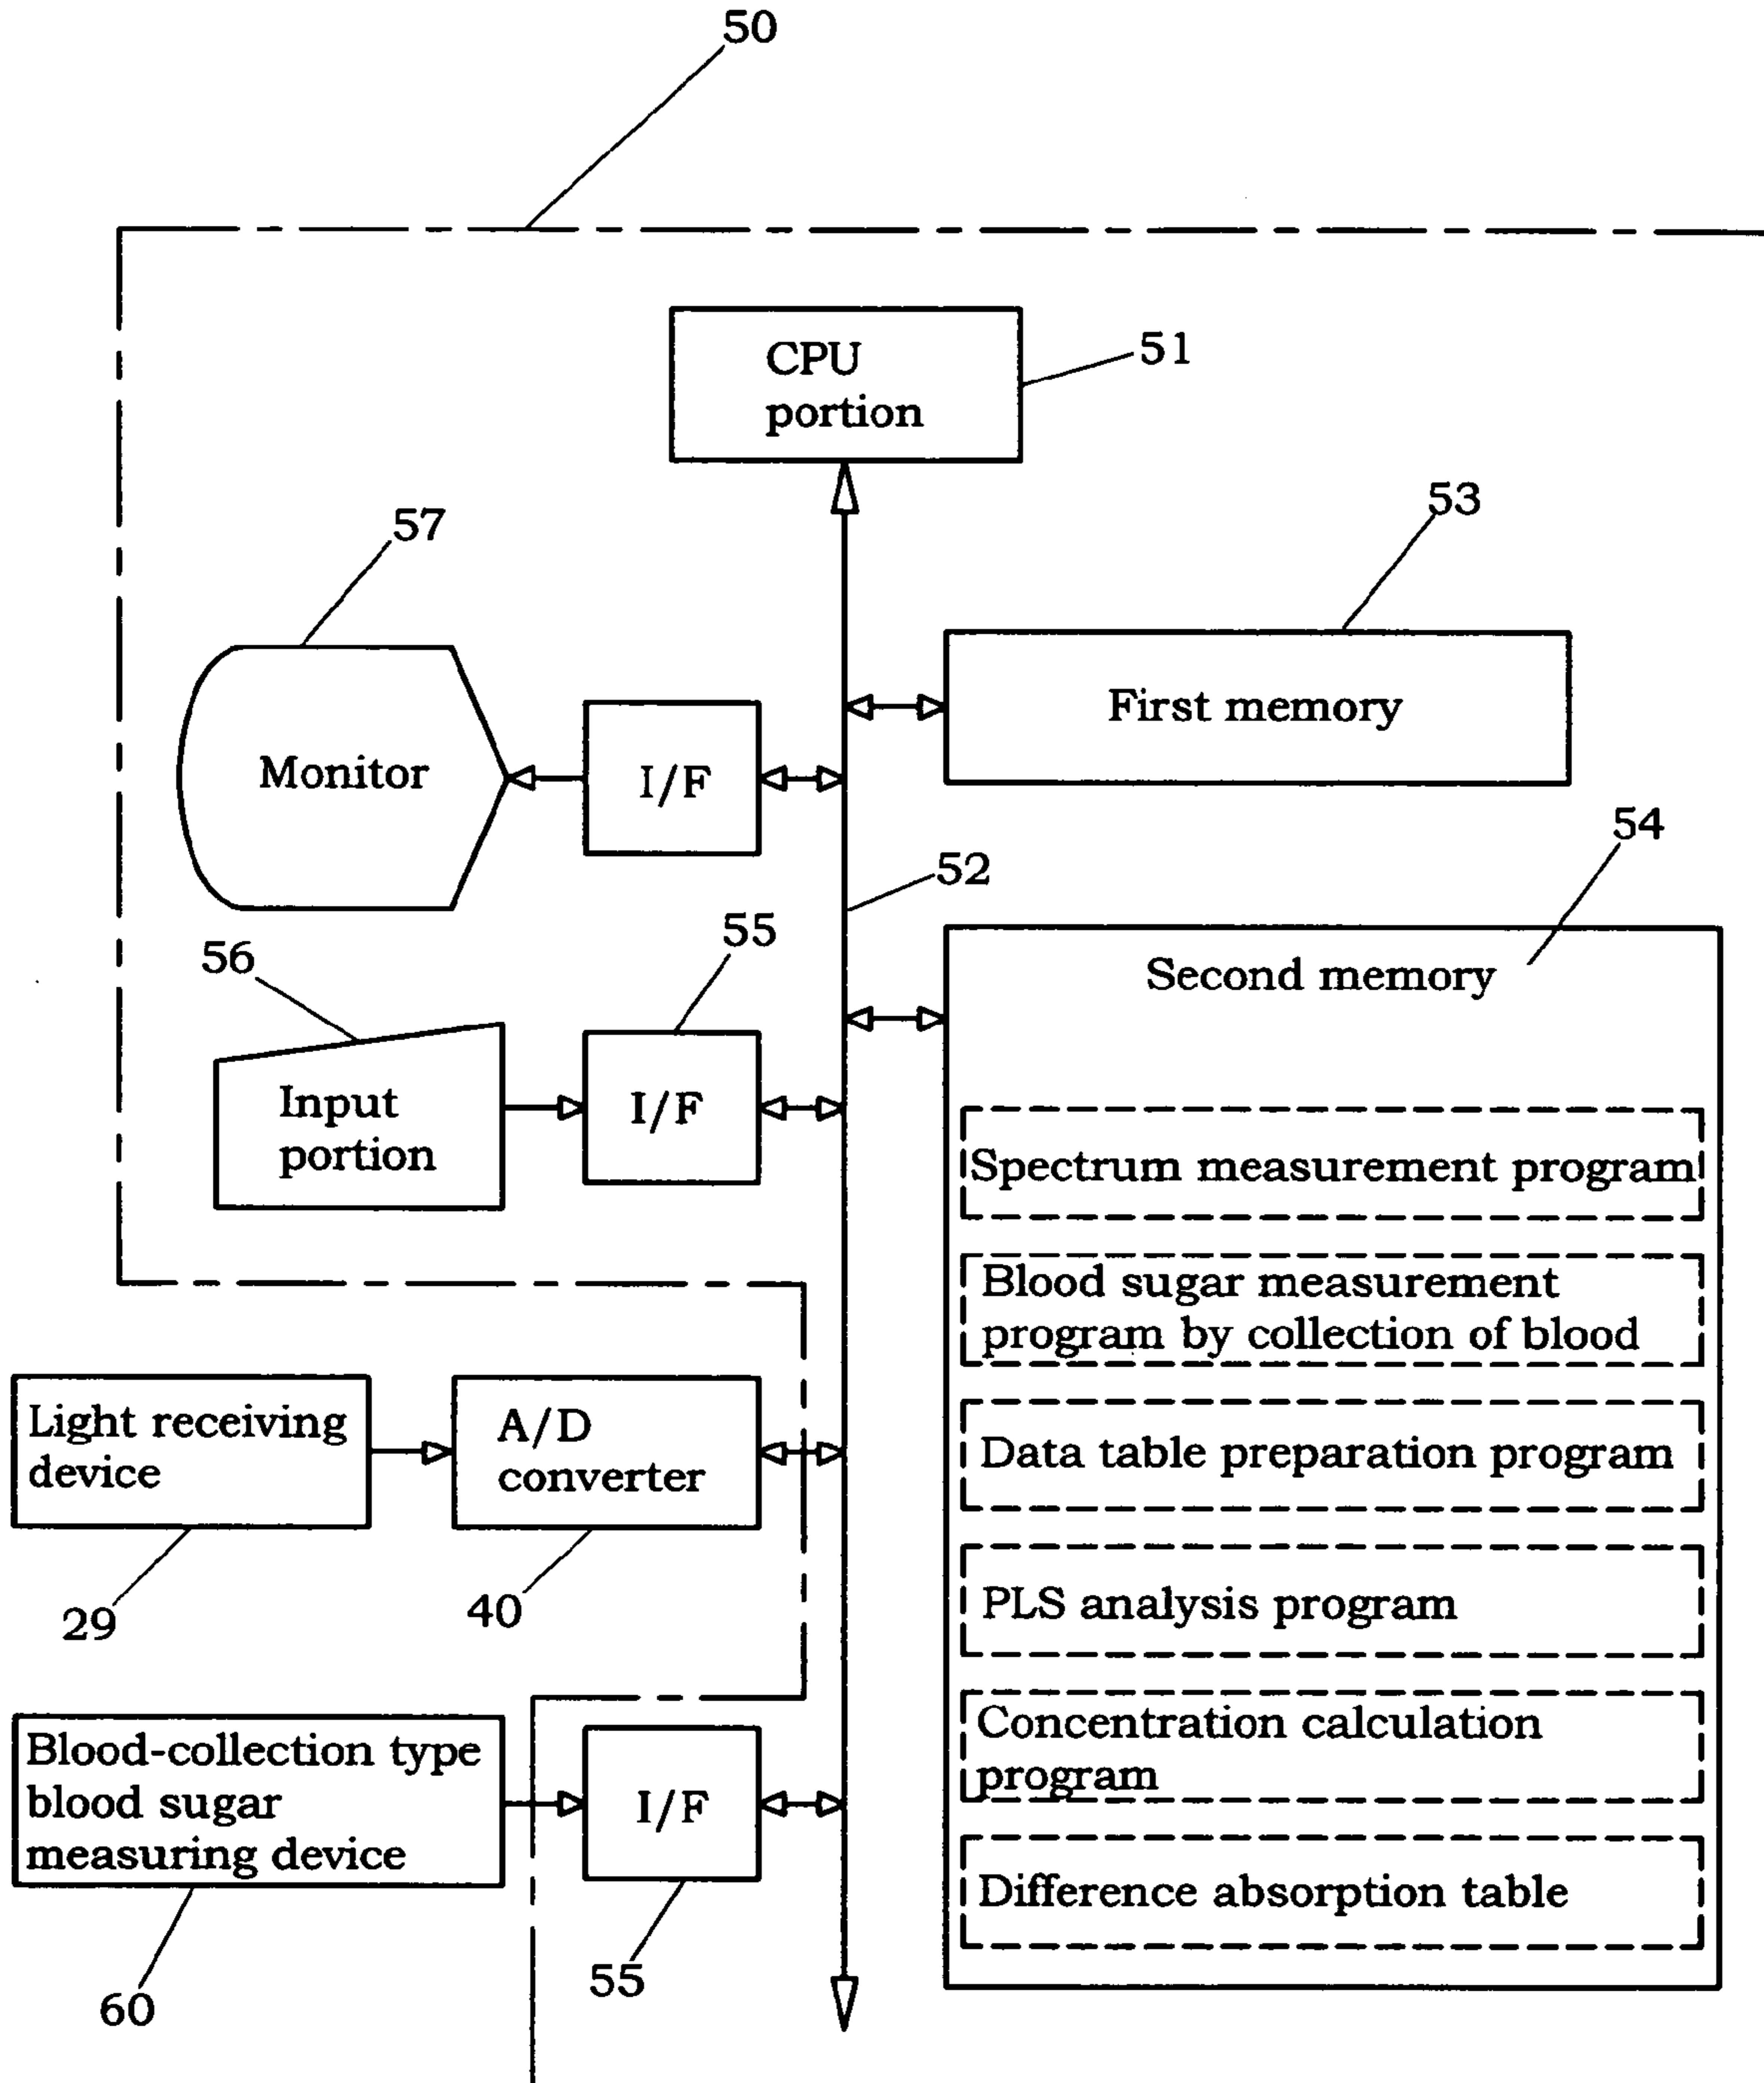 50
CPU
portion
51
53
57
First memory
Monitor
I/F
54
52
55
56
Second memory
Input
portion
I/F
Spectrum measurement program
Blood sugar measurement
program by collection of blood
Light receiving
device
A/D
converter
Data table preparation program
29
40
PLS analysis program
Blood-collection type
blood sugar
measuring device
I/F
Concentration calculation
program
Difference absorption table
60
55